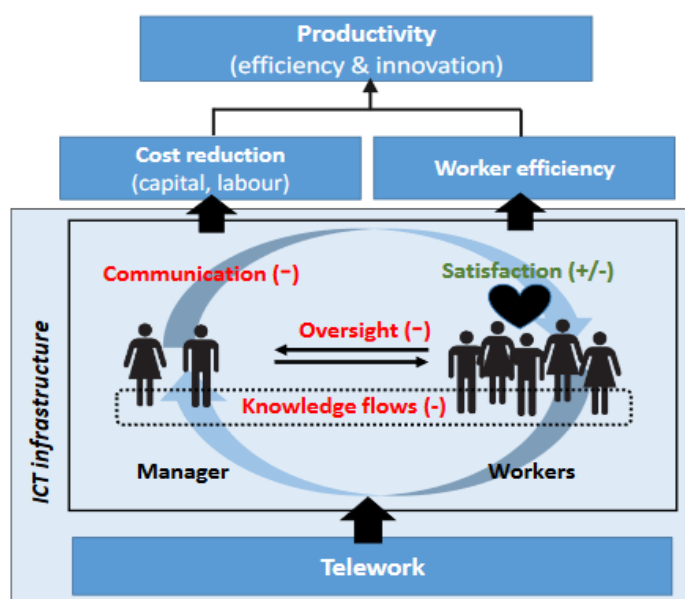 Productivity
(efficiency & innovation)
Cost reduction
(capital, labour)
Worker efficiency
Communication (−)
Satisfaction (+/-)
Oversight (−)
Knowledge flows (-)
Manager
Workers
ICT infrastructure
Telework